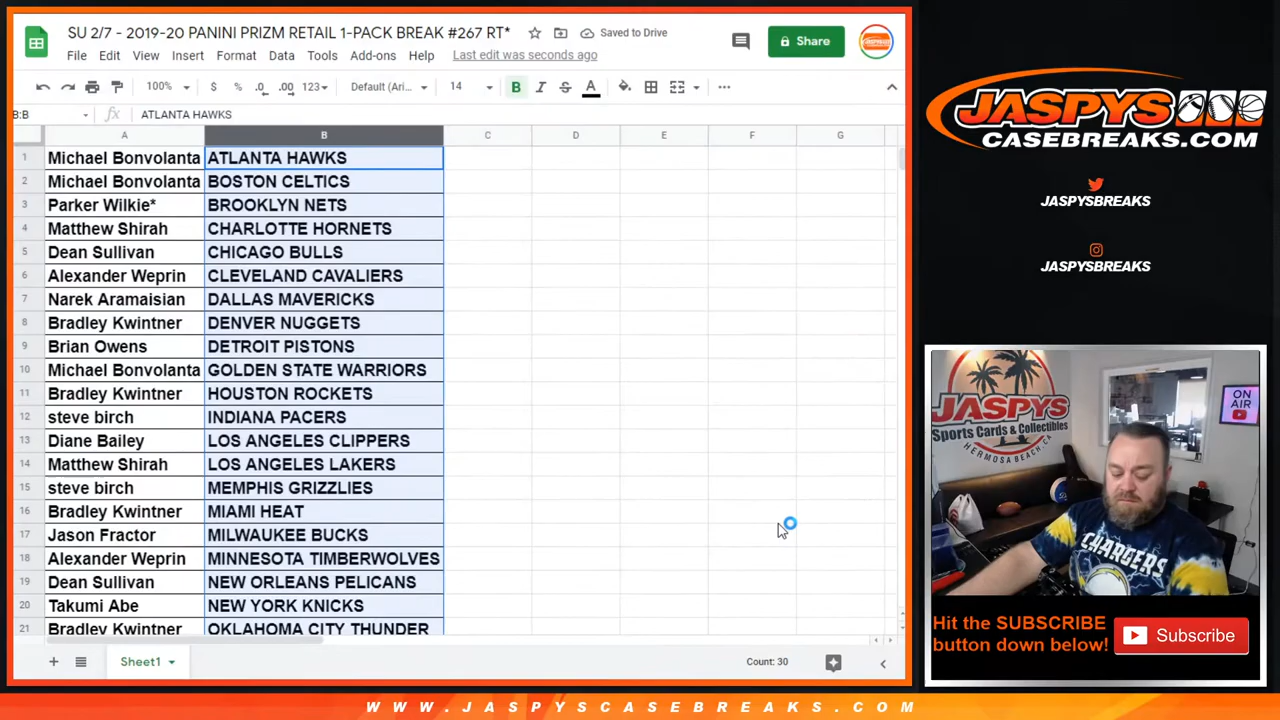 SU 2/7 - 2019-20 PANINI PRIZM RETAIL 1-PACK BREAK #267 RT*
Saved to Drive
Share
File Edit View Insert Format Data Tools Add-ons Help Last edit was seconds ago
100% $ % .0 .00 123 Default (Ari... 14 B I S A
B:B fx ATLANTA HAWKS
A B C D E F G
1 Michael Bonvolanta ATLANTA HAWKS
2 Michael Bonvolanta BOSTON CELTICS
3 Parker Wilkie* BROOKLYN NETS
4 Matthew Shirah CHARLOTTE HORNETS
5 Dean Sullivan CHICAGO BULLS
6 Alexander Weprin CLEVELAND CAVALIERS
7 Narek Aramaisian DALLAS MAVERICKS
8 Bradley Kwintner DENVER NUGGETS
9 Brian Owens DETROIT PISTONS
10 Michael Bonvolanta GOLDEN STATE WARRIORS
11 Bradley Kwintner HOUSTON ROCKETS
12 steve birch INDIANA PACERS
13 Diane Bailey LOS ANGELES CLIPPERS
14 Matthew Shirah LOS ANGELES LAKERS
15 steve birch MEMPHIS GRIZZLIES
16 Bradley Kwintner MIAMI HEAT
17 Jason Fractor MILWAUKEE BUCKS
18 Alexander Weprin MINNESOTA TIMBERWOLVES
19 Dean Sullivan NEW ORLEANS PELICANS
20 Takumi Abe NEW YORK KNICKS
21 Bradley Kwintner OKLAHOMA CITY THUNDER
Sheet1
Count: 30
JASPYS
CASEBREAKS.COM
JASPYSBREAKS
JASPYSBREAKS
JASPYS
Sports Cards & Collectibles
HERMOSA BEACH, CA
ON
AIR
CHARGERS
Hit the SUBSCRIBE
button down below!
Subscribe
WWW.JASPYSCASEBREAKS.COM